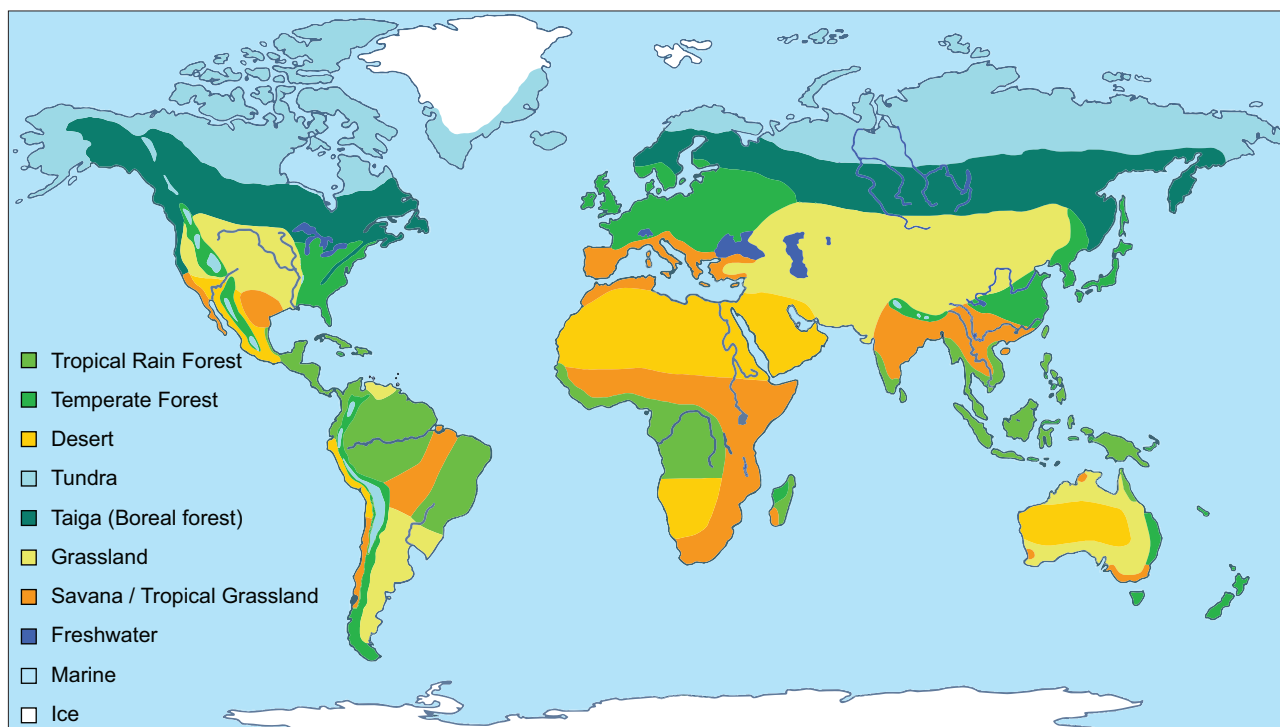 Tropical Rain Forest
Temperate Forest
Desert
Tundra
Taiga (Boreal forest)
Grassland
Savana / Tropical Grassland
Freshwater
Marine
Ice